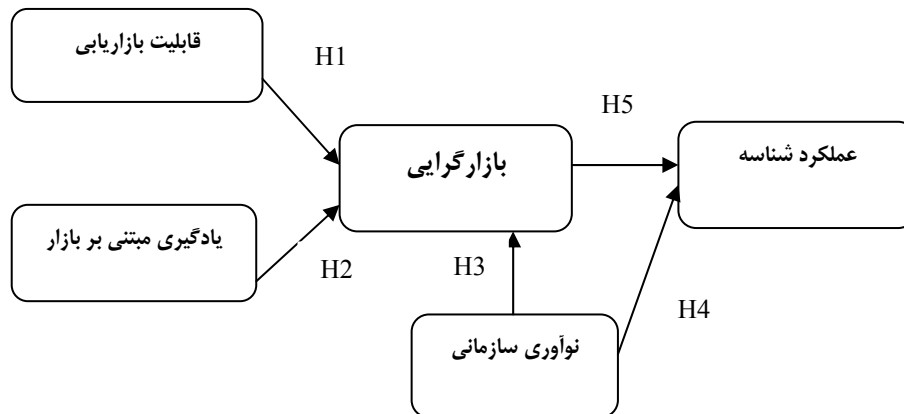 قابلیت بازاریابی
H1
H5
بازارگرایی
عملکرد شناسه
یادگیری مبتنی بر بازار
H2
H3
H4
نوآوری سازمانی